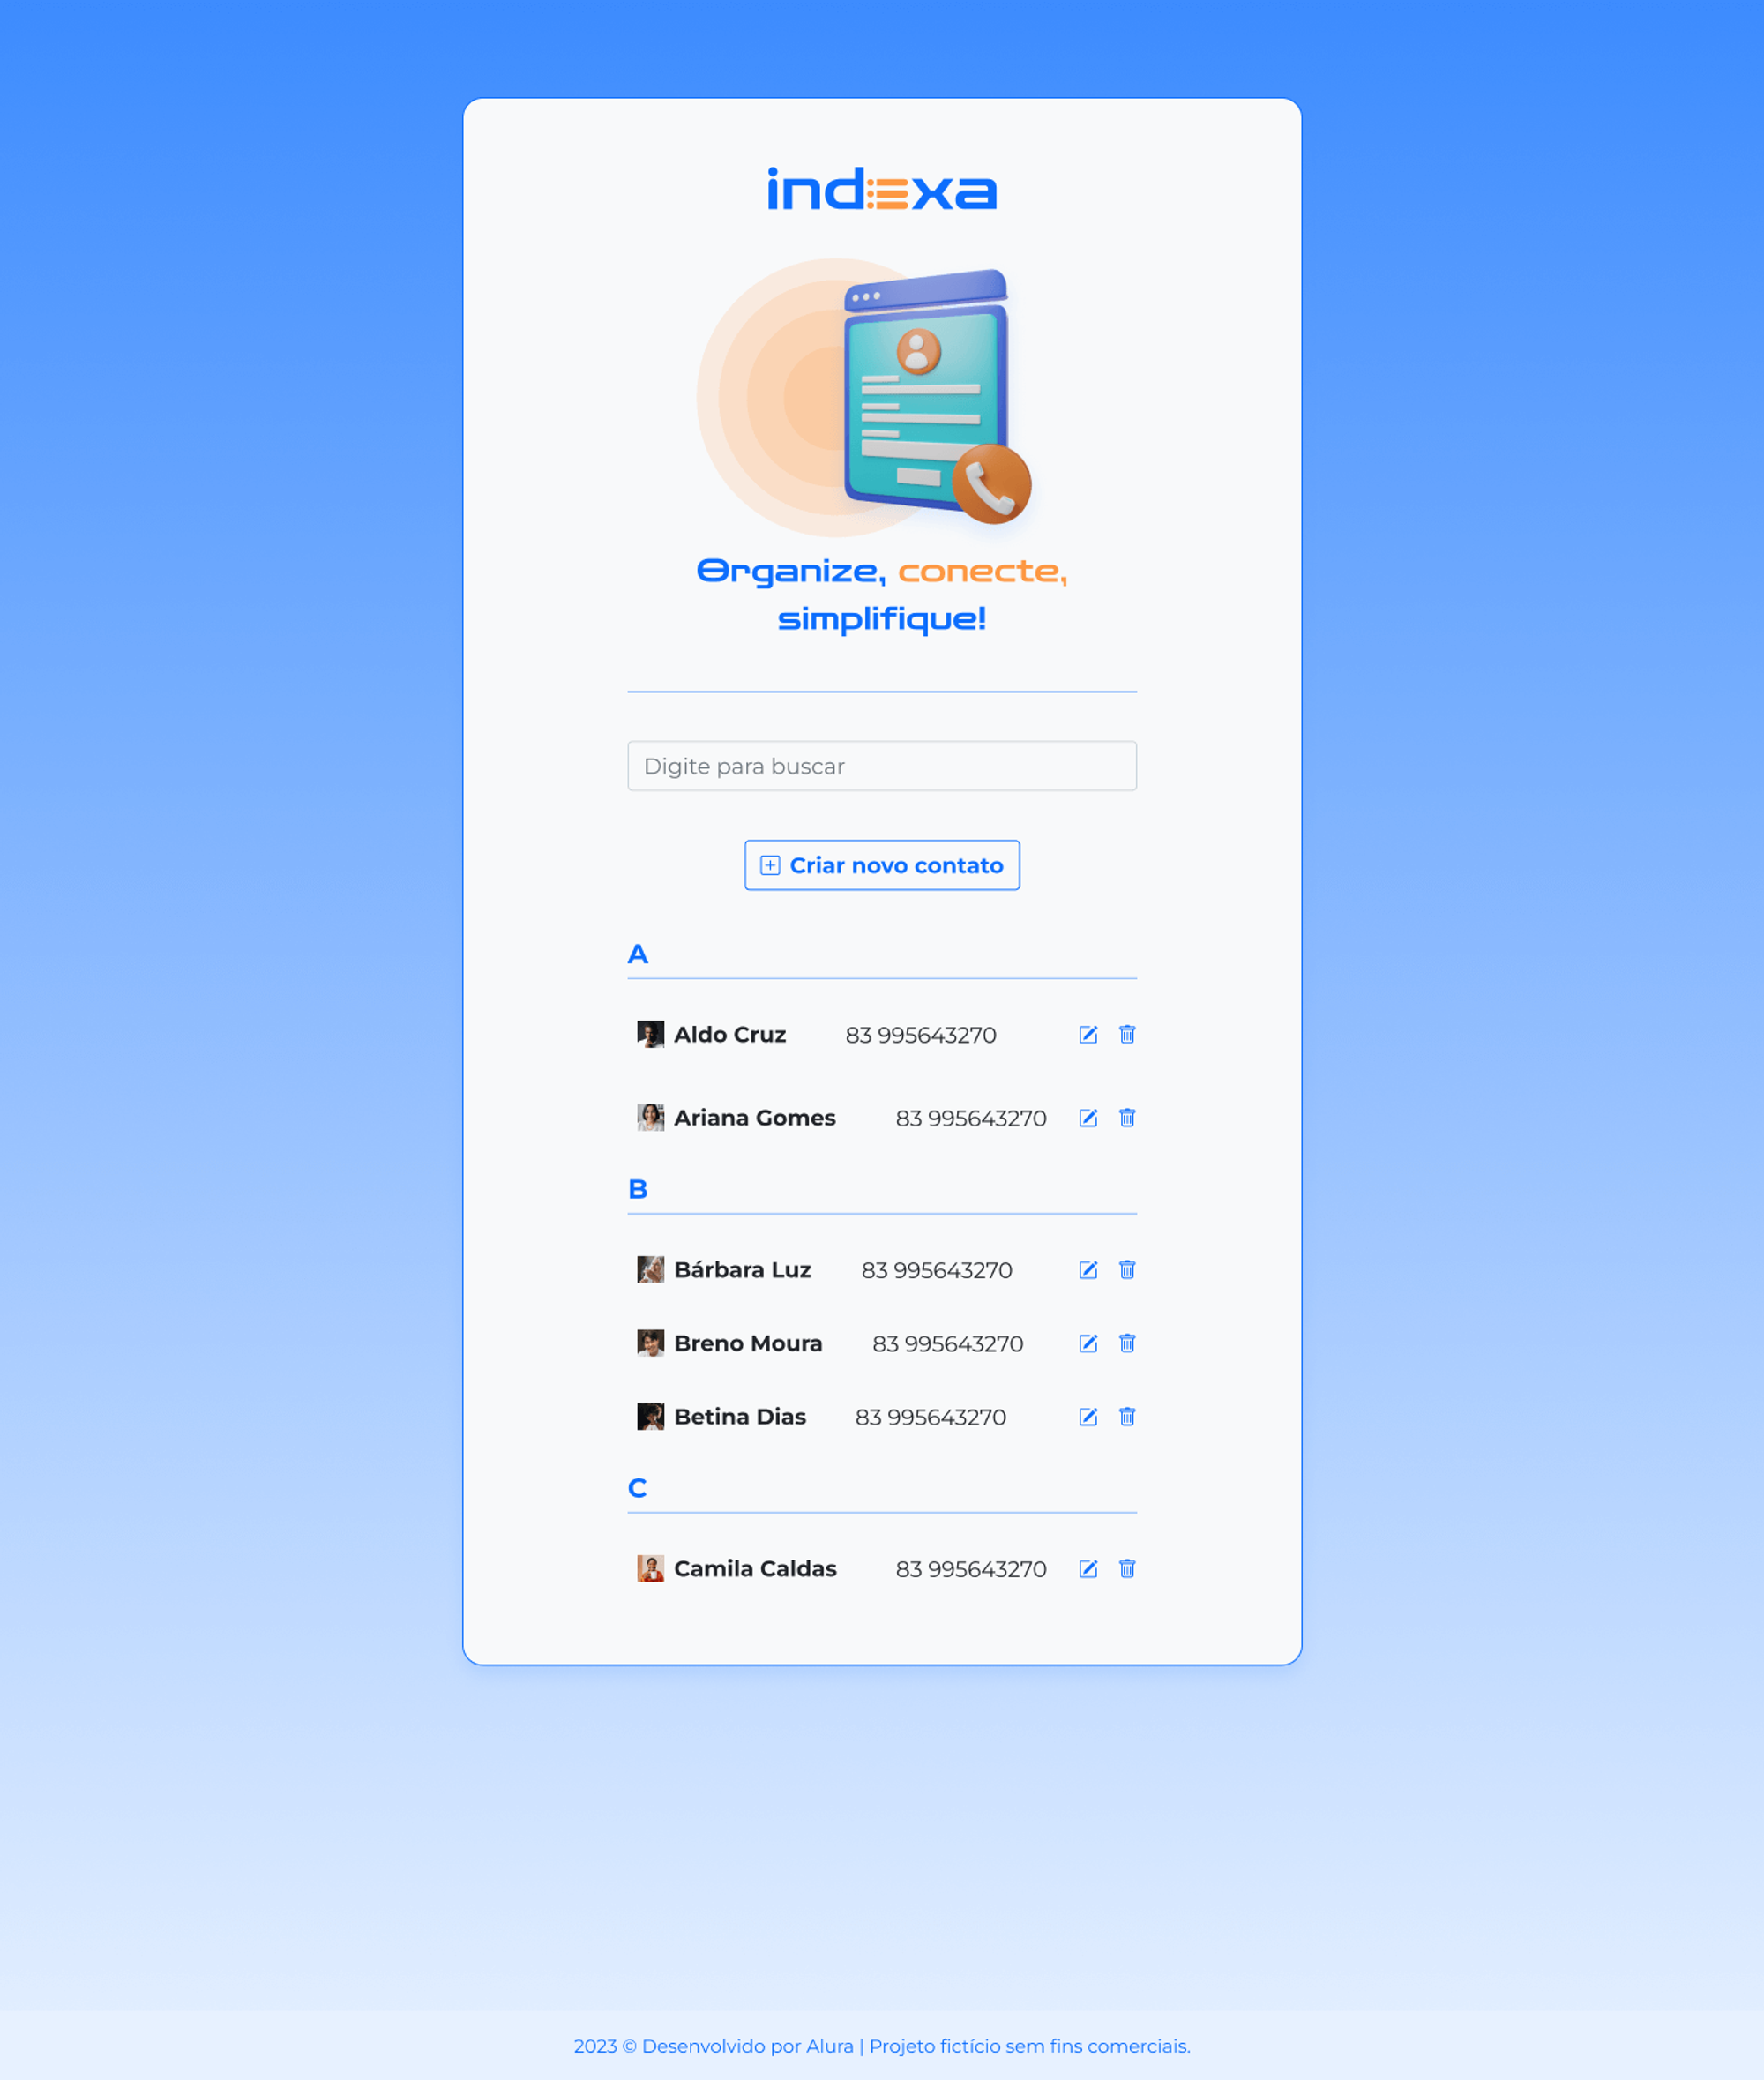 indexa
Organize, conecte,
simplifique!
Digite para buscar
Criar novo contato
A
Aldo Cruz 83 995643270
Ariana Gomes 83 995643270
B
Bárbara Luz 83 995643270
Breno Moura 83 995643270
Betina Dias 83 995643270
C
Camila Caldas 83 995643270
2023 © Desenvolvido por Alura | Projeto fictício sem fins comerciais.